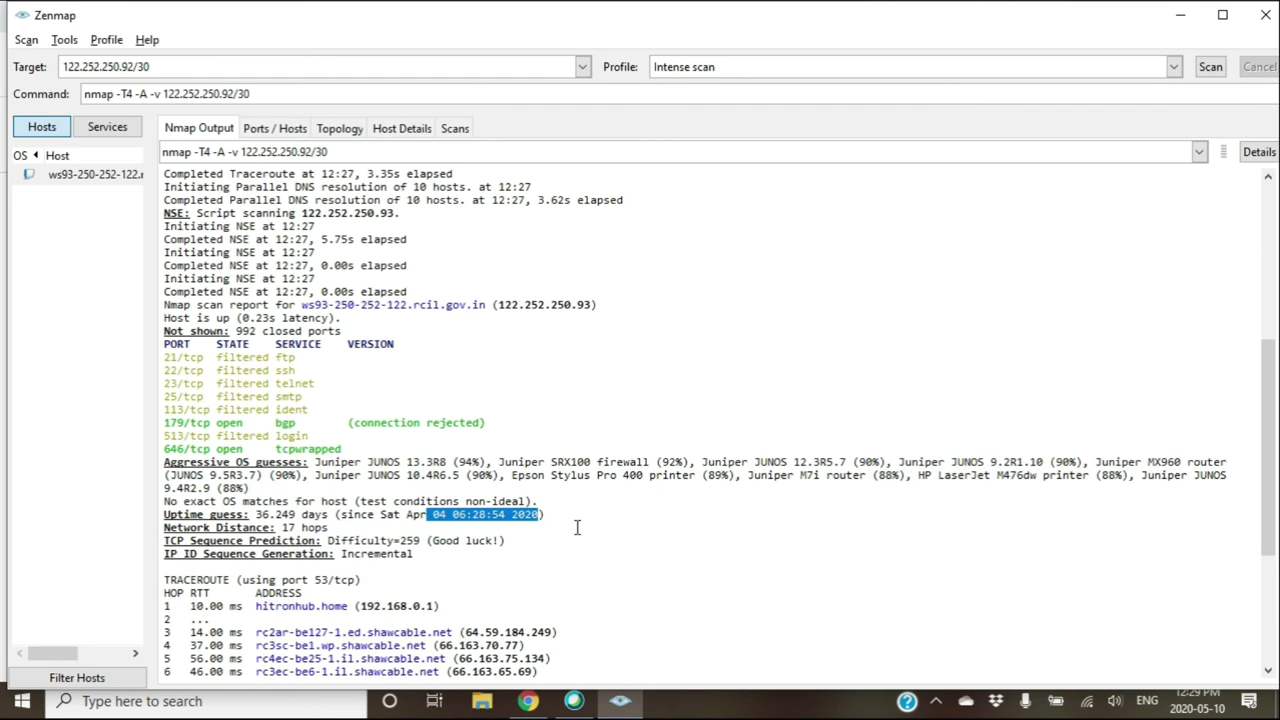 Zenmap
Scan Tools Profile Help
Target: 122.252.250.92/30 Profile: Intense scan Scan Cancel
Command: nmap -T4 -A -v 122.252.250.92/30
Hosts Services Nmap Output Ports / Hosts Topology Host Details Scans
OS Host nmap -T4 -A -v 122.252.250.92/30 Details
ws93-250-252-122.r
Completed Traceroute at 12:27, 3.35s elapsed
Initiating Parallel DNS resolution of 10 hosts. at 12:27
Completed Parallel DNS resolution of 10 hosts. at 12:27, 3.62s elapsed
NSE: Script scanning 122.252.250.93.
Initiating NSE at 12:27
Completed NSE at 12:27, 5.75s elapsed
Initiating NSE at 12:27
Completed NSE at 12:27, 0.00s elapsed
Initiating NSE at 12:27
Completed NSE at 12:27, 0.00s elapsed
Nmap scan report for ws93-250-252-122.rcil.gov.in (122.252.250.93)
Host is up (0.23s latency).
Not shown: 992 closed ports
PORT STATE SERVICE VERSION
21/tcp filtered ftp
22/tcp filtered ssh
23/tcp filtered telnet
25/tcp filtered smtp
113/tcp filtered ident
179/tcp open bgp (connection rejected)
513/tcp filtered login
646/tcp open tcpwrapped
Aggressive OS guesses: Juniper JUNOS 13.3R8 (94%), Juniper SRX100 firewall (92%), Juniper JUNOS 12.3R5.7 (90%), Juniper JUNOS 9.2R1.10 (90%), Juniper MX960 router
(JUNOS 9.5R3.7) (90%), Juniper JUNOS 10.4R6.5 (90%), Epson Stylus Pro 400 printer (89%), Juniper M7i router (88%), HP LaserJet M476dw printer (88%), Juniper JUNOS
9.4R2.9 (88%)
No exact OS matches for host (test conditions non-ideal).
Uptime guess: 36.249 days (since Sat Apr 04 06:28:54 2020)
Network Distance: 17 hops
TCP Sequence Prediction: Difficulty=259 (Good luck!)
IP ID Sequence Generation: Incremental
TRACEROUTE (using port 53/tcp)
HOP RTT ADDRESS
1 10.00 ms hitronhub.home (192.168.0.1)
2 ...
3 14.00 ms rc2ar-be127-1.ed.shawcable.net (64.59.184.249)
4 37.00 ms rc3sc-be1.wp.shawcable.net (66.163.70.77)
5 56.00 ms rc4ec-be25-1.il.shawcable.net (66.163.75.134)
6 46.00 ms rc3ec-be6-1.il.shawcable.net (66.163.65.69)
Filter Hosts
Type here to search ENG 12:29 PM
2020-05-10